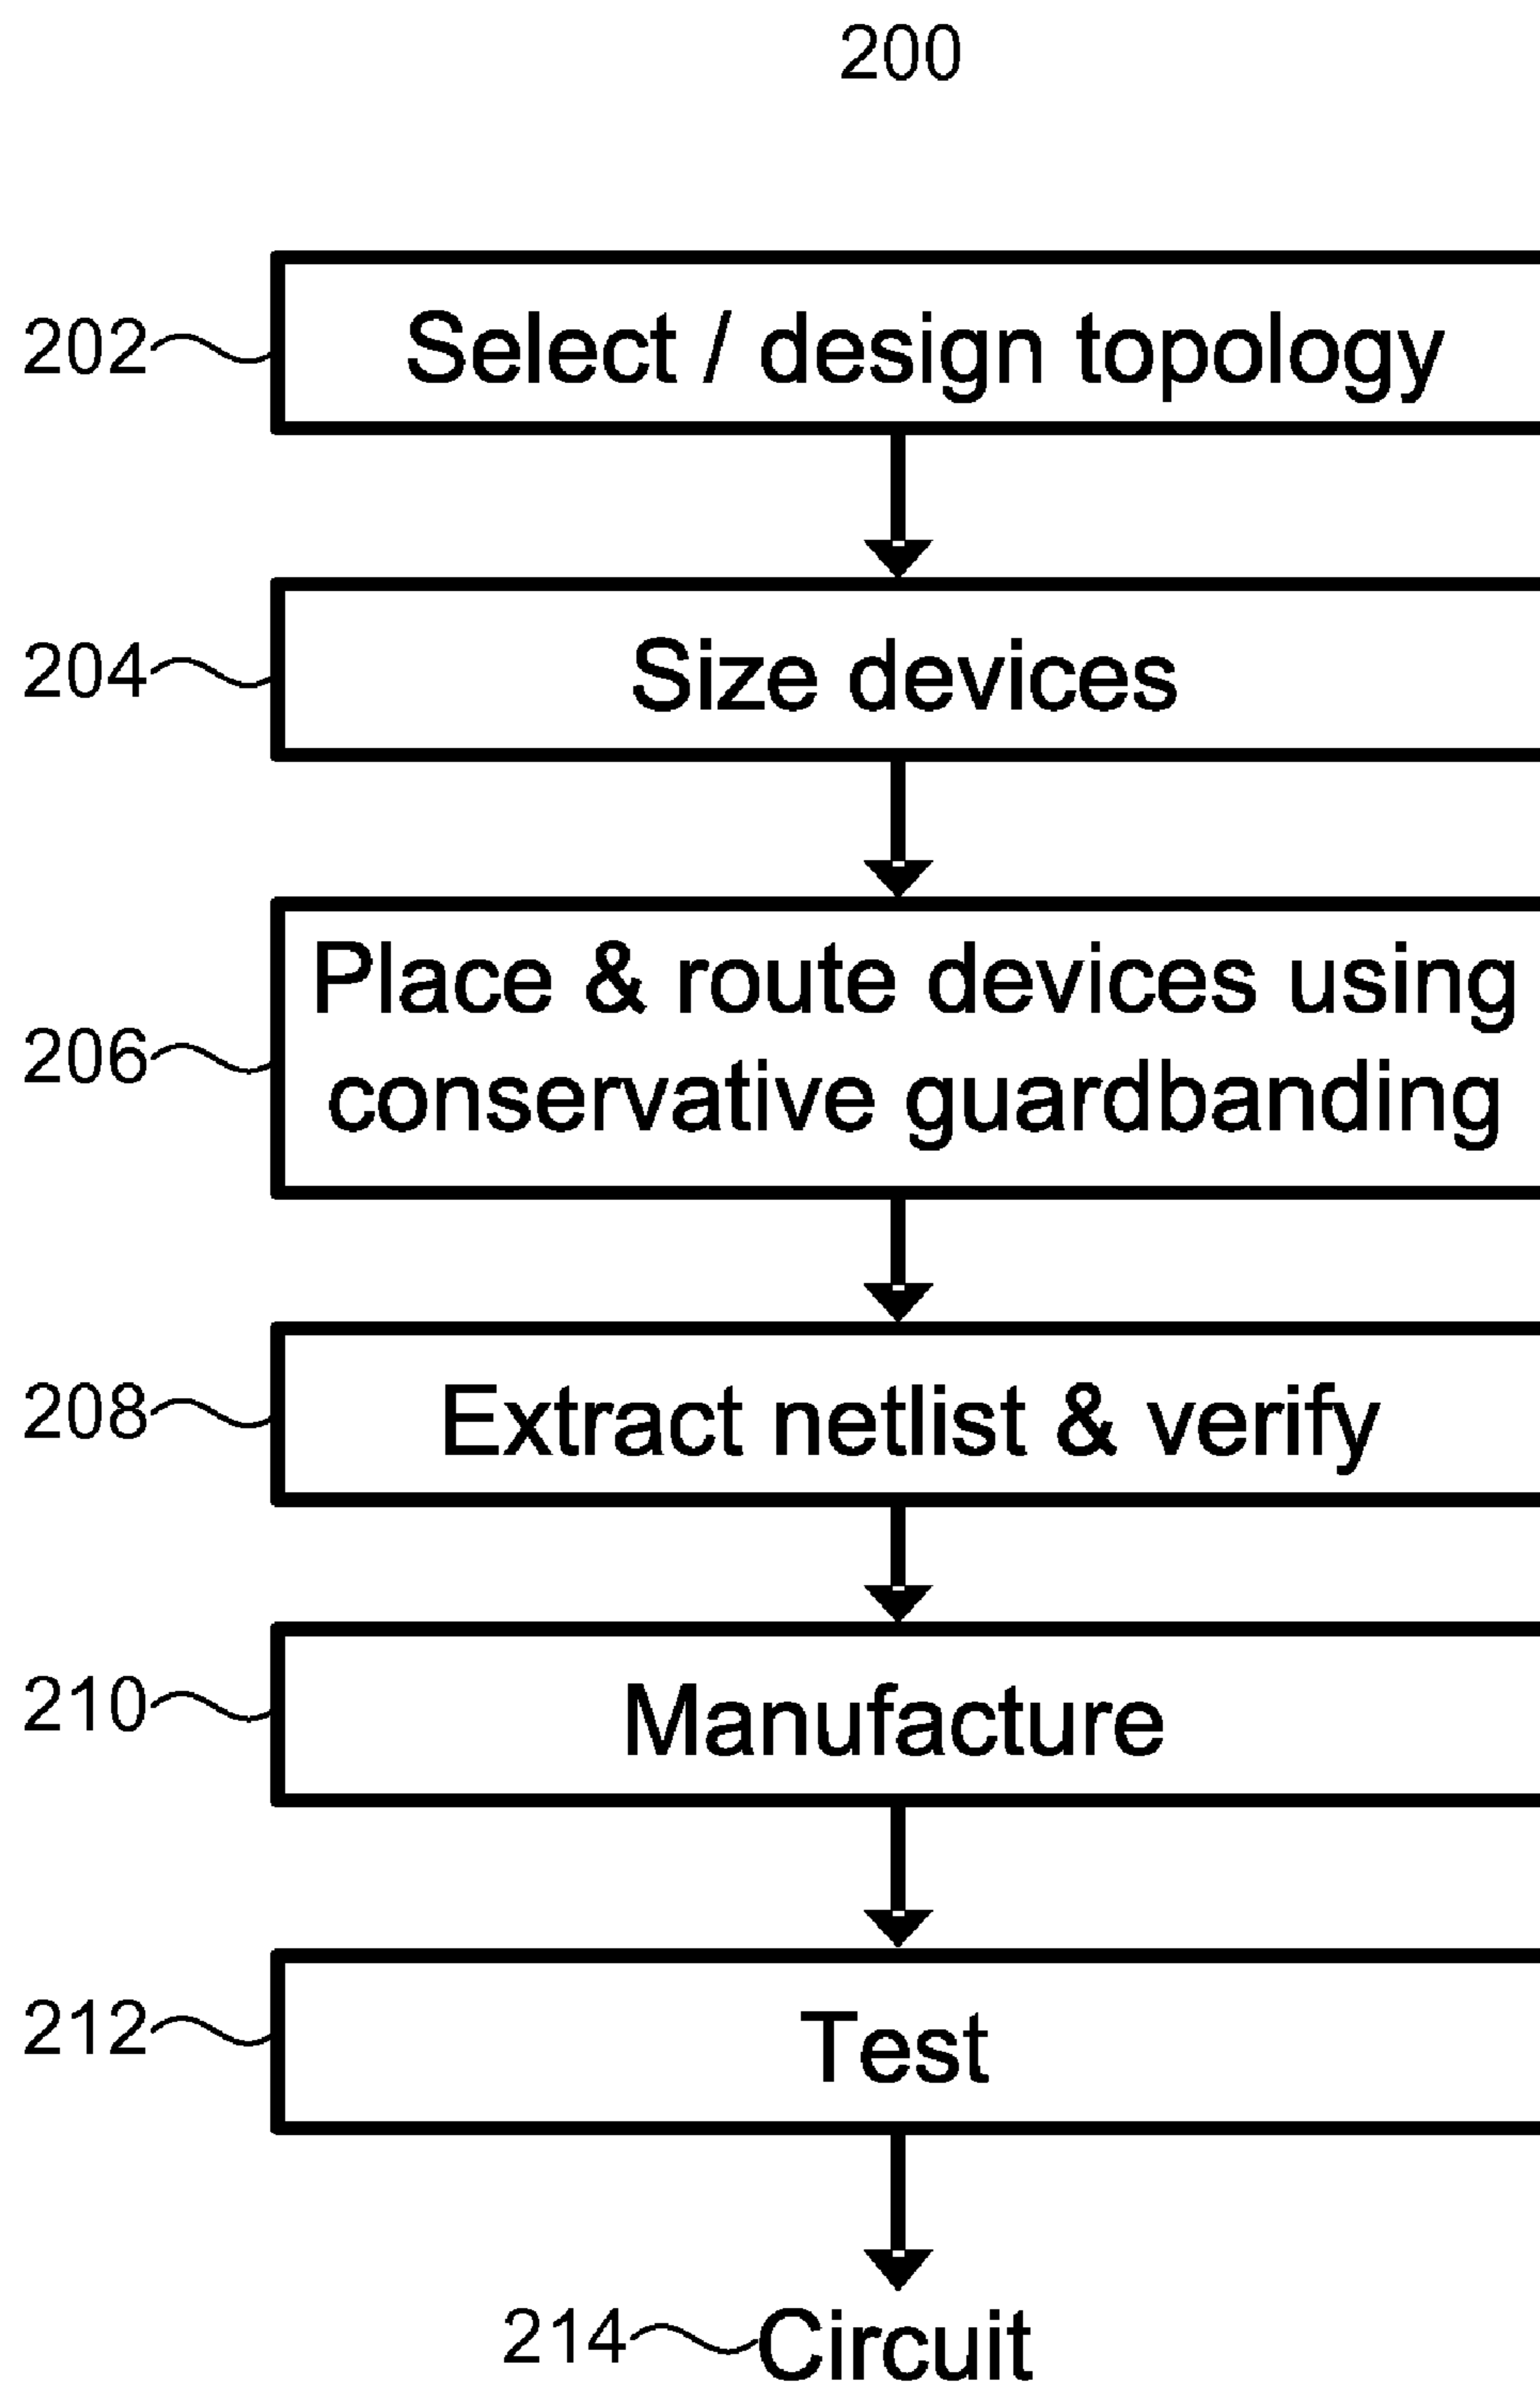 200
202
Select / design topology
204
Size devices
206
Place & route devices using
conservative guardbanding
208
Extract netlist & verify
210
Manufacture
212
Test
214
Circuit